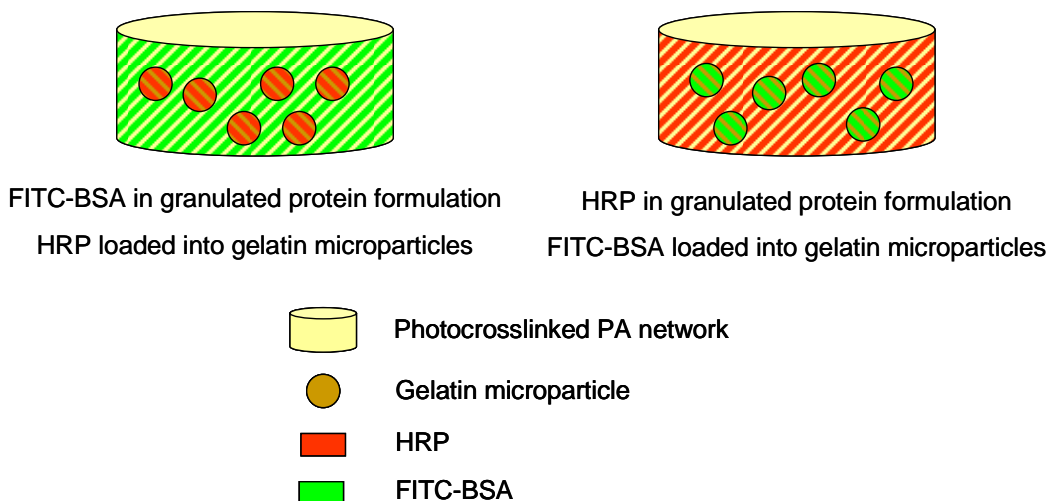 FITC-BSA in granulated protein formulation
HRP loaded into gelatin microparticles
HRP in granulated protein formulation
FITC-BSA loaded into gelatin microparticles
Photocrosslinked PA network
Gelatin microparticle
HRP
FITC-BSA